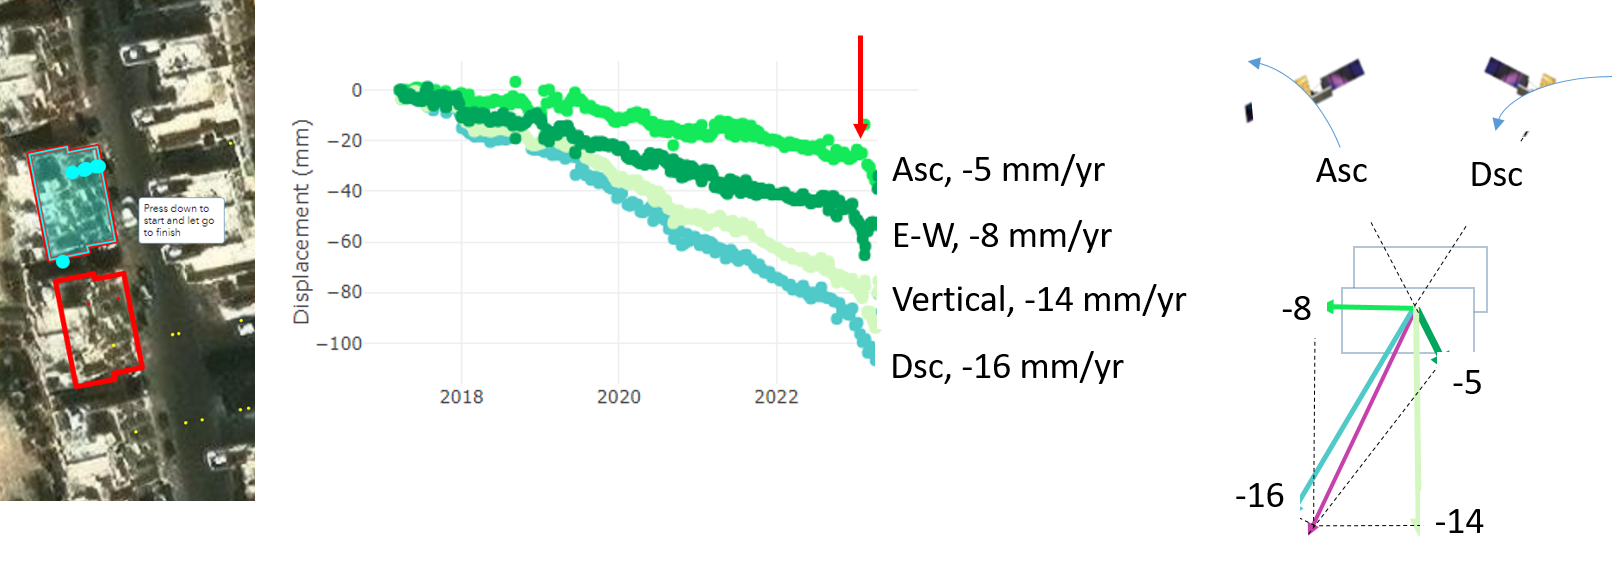 Press down to
start and let go
to finish
Displacement (mm)
0
−20
−40
−60
−80
−100
2018
2020
2022
Asc, -5 mm/yr
E-W, -8 mm/yr
Vertical, -14 mm/yr
Dsc, -16 mm/yr
Asc
Dsc
-8
-5
-16
-14